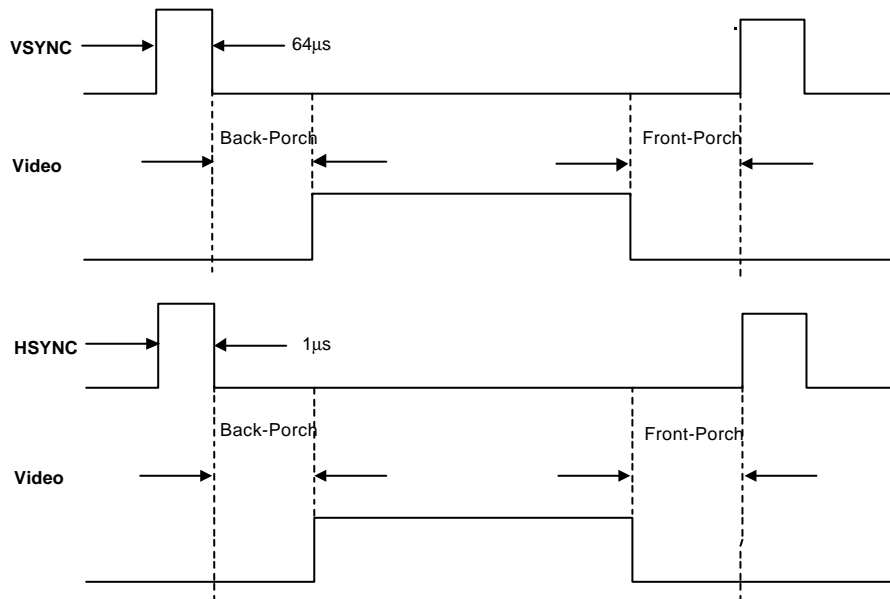 VSYNC
64μs
Back-Porch
Front-Porch
Video
HSYNC
1μs
Back-Porch
Front-Porch
Video